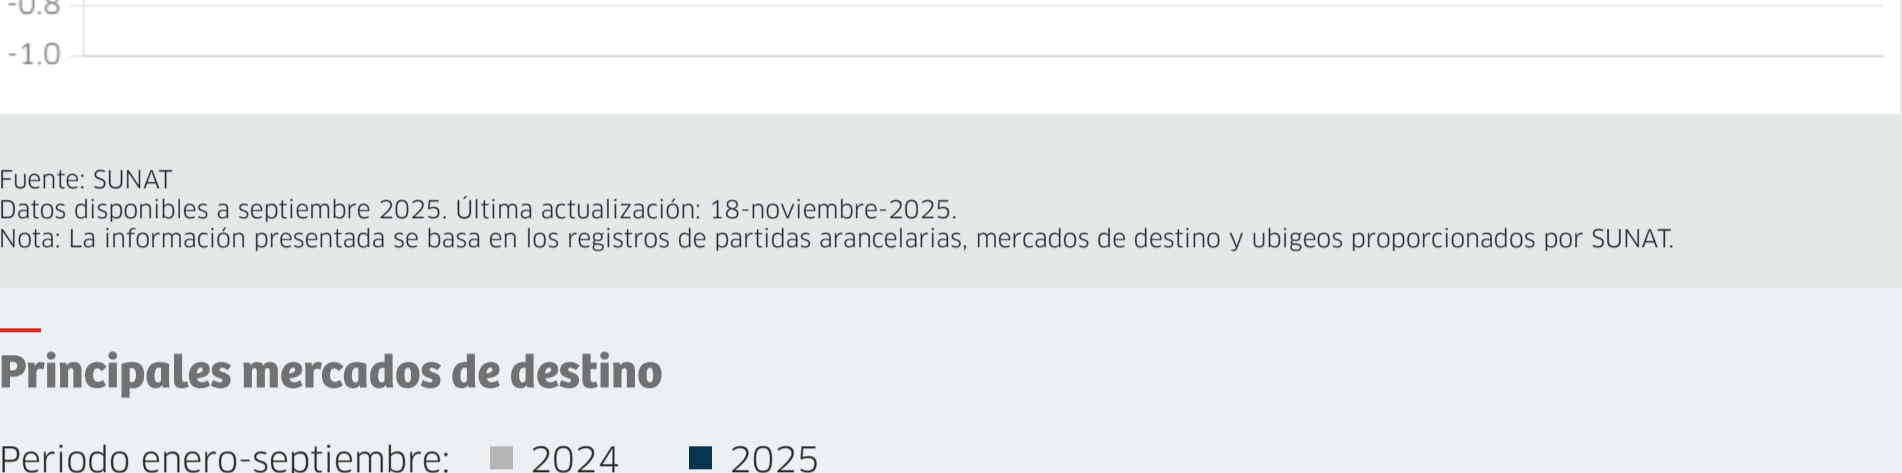 -0.8
-1.0
Fuente: SUNAT
Datos disponibles a septiembre 2025. Última actualización: 18-noviembre-2025.
Nota: La información presentada se basa en los registros de partidas arancelarias, mercados de destino y ubigeos proporcionados por SUNAT.
Principales mercados de destino
Periodo enero-septiembre: 2024 2025